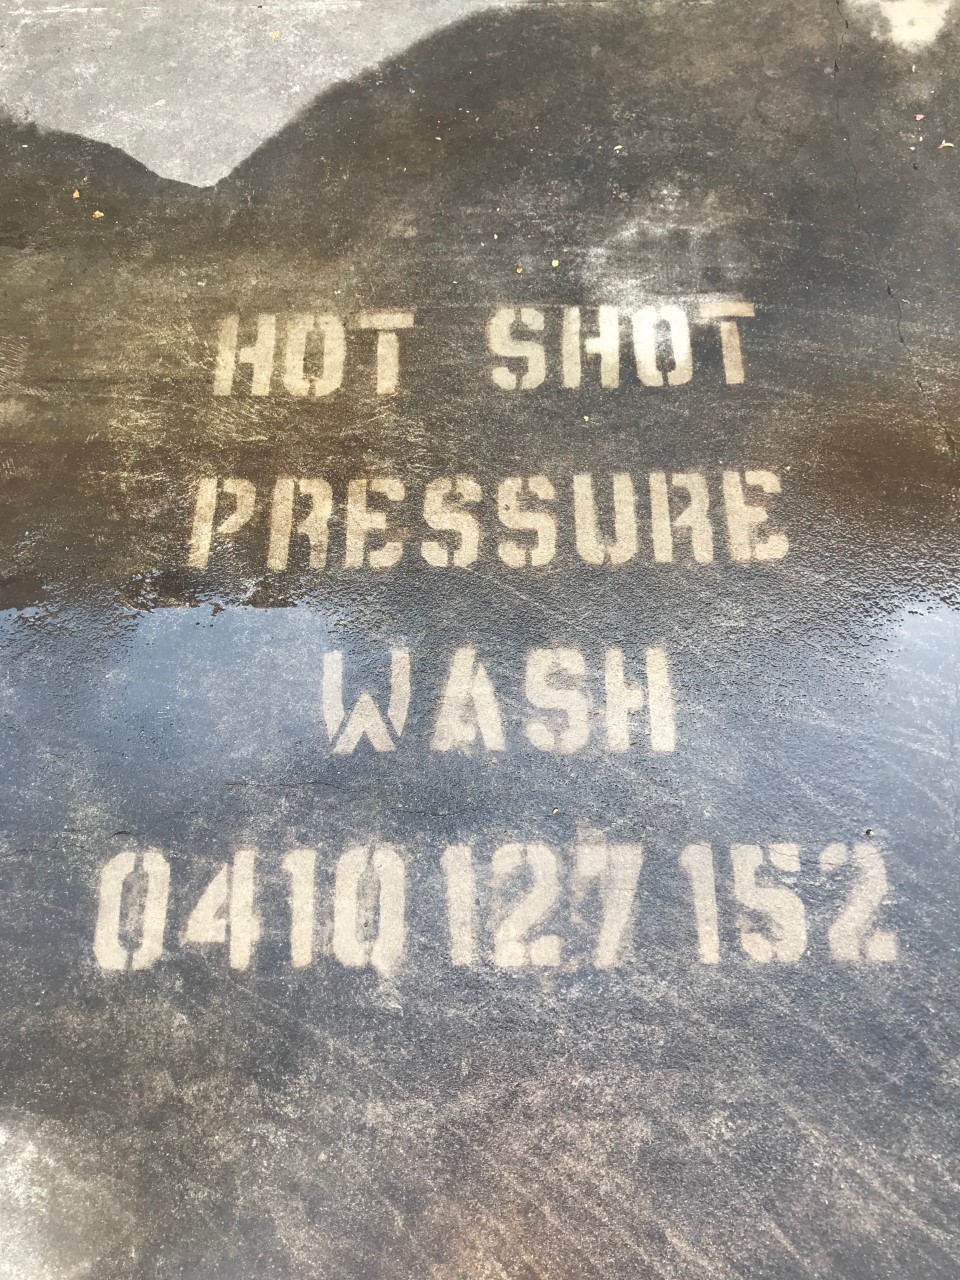 HOT SHOT
PRESSURE
WASH
0410 127 152